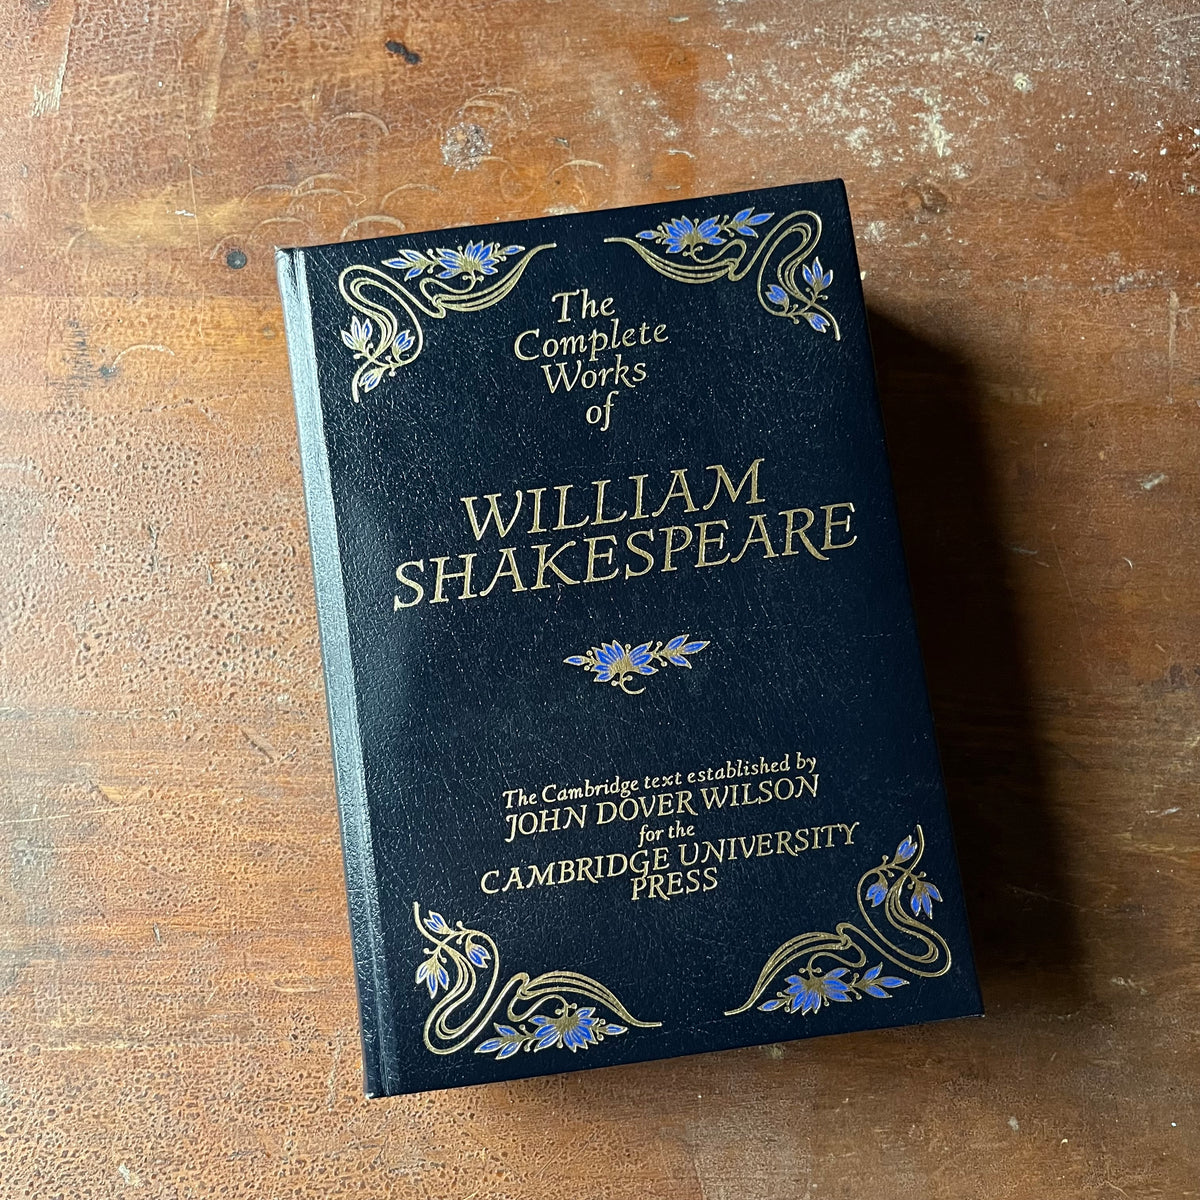 The
Complete
Works
of
WILLIAM
SHAKESPEARE
The Cambridge text established by
JOHN DOVER WILSON
for the
CAMBRIDGE UNIVERSITY
PRESS